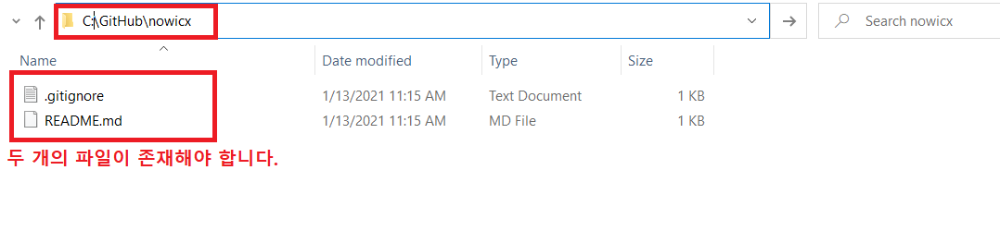 C:\GitHub\nowicx
Search nowicx
Name Date modified Type Size
.gitignore 1/13/2021 11:15 AM Text Document 1 KB
README.md 1/13/2021 11:15 AM MD File 1 KB
두 개의 파일이 존재해야 합니다.